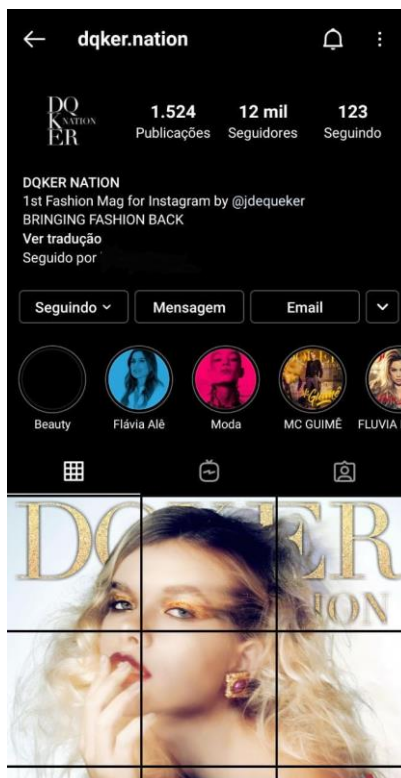 dqker.nation
DQ
K NATION
ER
1.524 12 mil 123
Publicações Seguidores Seguindo
DQKER NATION
1st Fashion Mag for Instagram by @jdequeker
BRINGING FASHION BACK
Ver tradução
Seguido por
Seguindo Mensagem Email
Beauty Flávia Alê Moda MC GUIMÊ FLUVIA